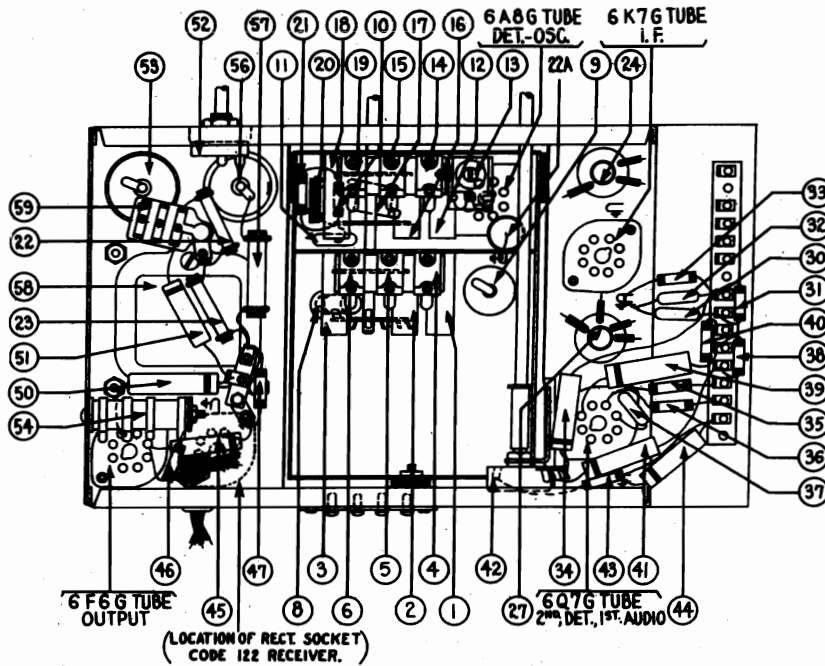 6A8G TUBE
DET.-OSC.
6K7G TUBE
I.F.
52 57 21 18 10 17 16 22A 9 24
53 56 11 20 19 15 14 12 13
59
22
58
23
51
50
54
33
32
30
31
40
38
39
35
36
37
46 45 47 8 3 6 5 2 4 1 42 27 34 43 41 44
6F6G TUBE
OUTPUT
(LOCATION OF RECT. SOCKET
CODE 122 RECEIVER.)
6Q7G TUBE
2ND, DET., 1ST. AUDIO